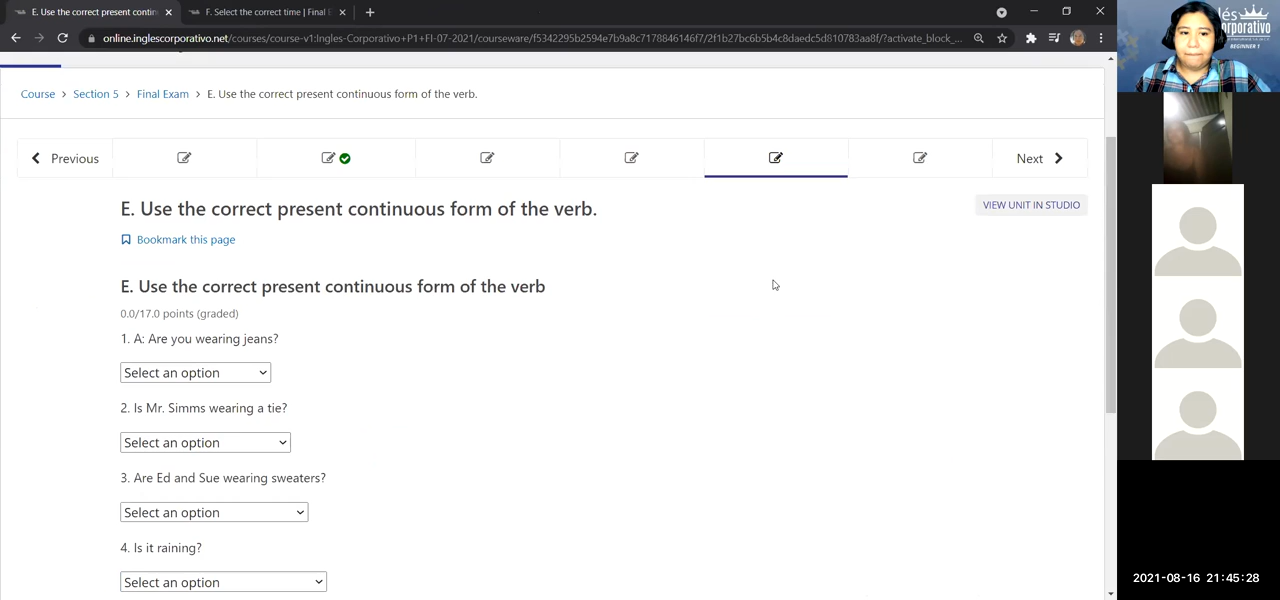 E. Use the correct present contin
F. Select the correct time | Final E
online.inglescorporativo.net/courses/course-v1:Ingles-Corporativo+P1+FI-07-2021/courseware/f5342295b2594e7b9a8c7178846146f7/2f1b27bc6b5b4c8daedc5d810783aa8f/?activate_block_...
Course > Section 5 > Final Exam > E. Use the correct present continuous form of the verb.
Previous
Next
E. Use the correct present continuous form of the verb.
VIEW UNIT IN STUDIO
Bookmark this page
E. Use the correct present continuous form of the verb
0.0/17.0 points (graded)
1. A: Are you wearing jeans?
Select an option
2. Is Mr. Simms wearing a tie?
Select an option
3. Are Ed and Sue wearing sweaters?
Select an option
4. Is it raining?
Select an option
lés
orporativo
BEGINNER 1
2021-08-16 21:45:28